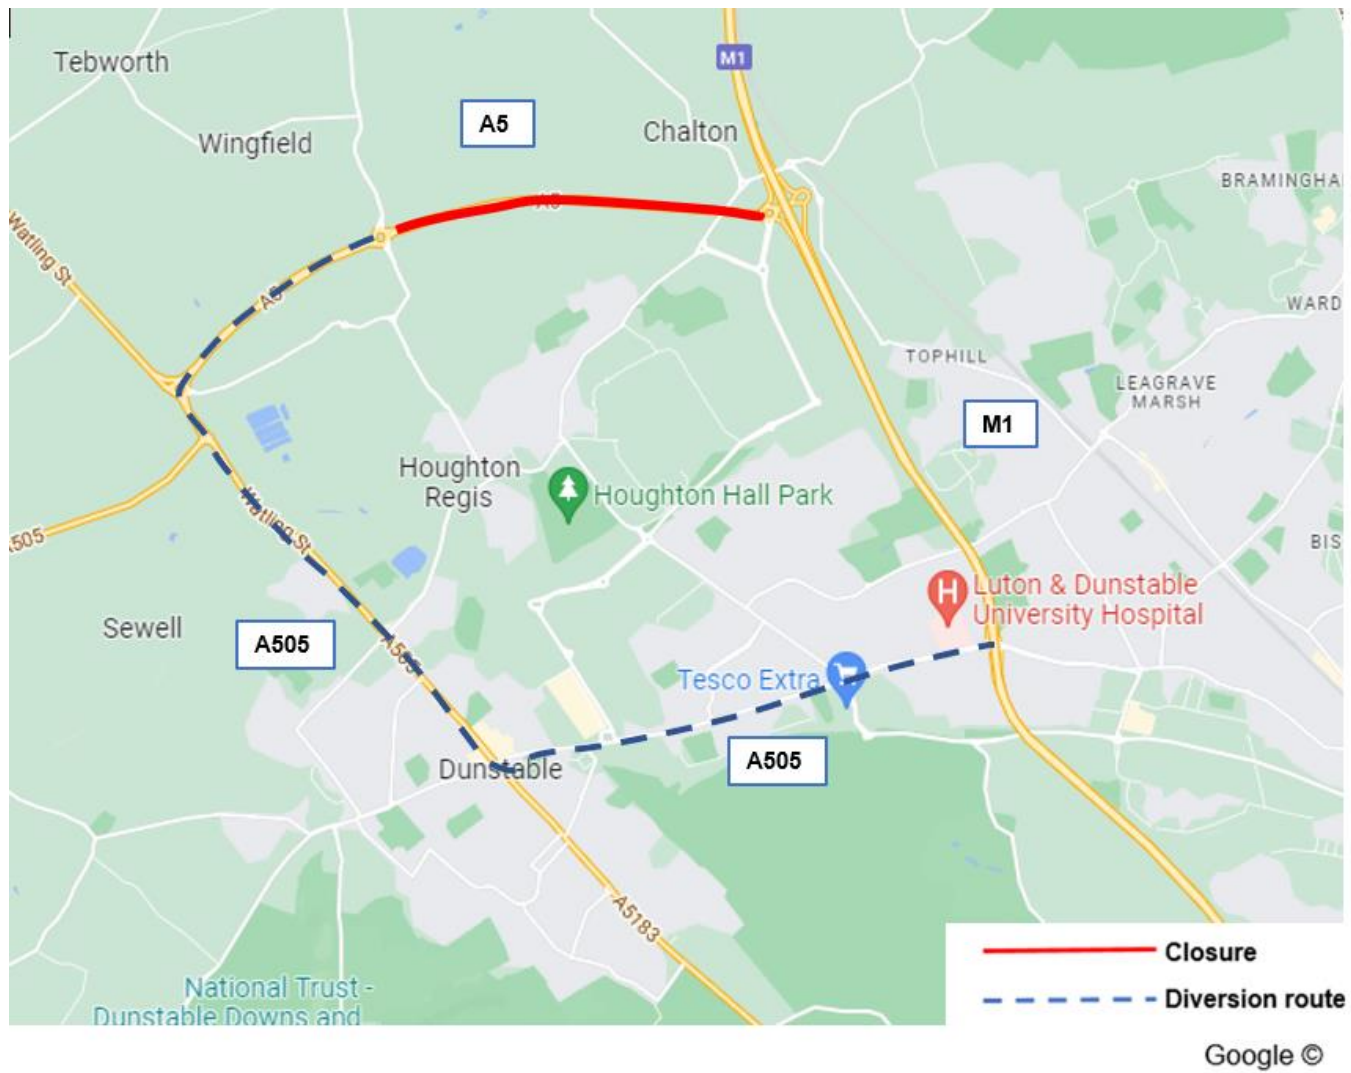 Tebworth
M1
A5
Chalton
Wingfield
BRAMINGHA
A5
Watling St
A5
WARD
TOPHILL
LEAGRAVE
MARSH
M1
Houghton
Regis
Houghton Hall Park
Watling St
A505
BIS
H
Luton & Dunstable
University Hospital
Sewell
A505
A505
Tesco Extra
A505
Dunstable
A5183
Closure
National Trust -
Dunstable Downs and
Diversion route
Google ©